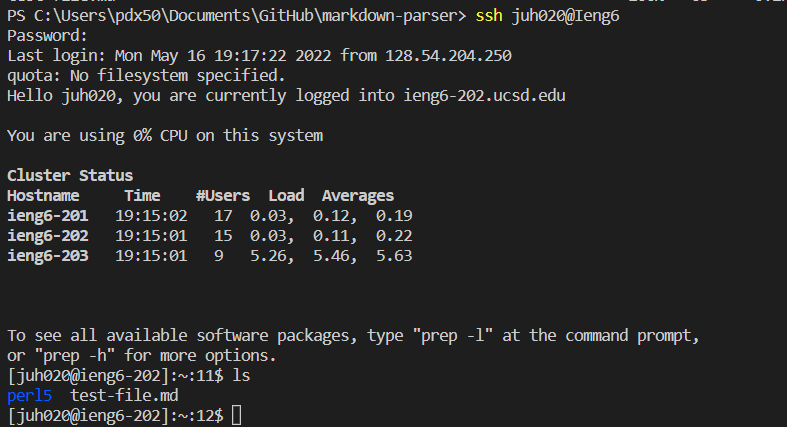 PS C:\Users\pdx50\Documents\GitHub\markdown-parser> ssh juh020@Ieng6
Password:
Last login: Mon May 16 19:17:22 2022 from 128.54.204.250
quota: No filesystem specified.
Hello juh020, you are currently logged into ieng6-202.ucsd.edu
You are using 0% CPU on this system
Cluster Status
Hostname     Time    #Users  Load  Averages
ieng6-201   19:15:02   17  0.03,  0.12,  0.19
ieng6-202   19:15:01   15  0.03,  0.11,  0.22
ieng6-203   19:15:01   9   5.26,  5.46,  5.63
To see all available software packages, type "prep -l" at the command prompt,
or "prep -h" for more options.
[juh020@ieng6-202]:~:11$ ls
perl5  test-file.md
[juh020@ieng6-202]:~:12$